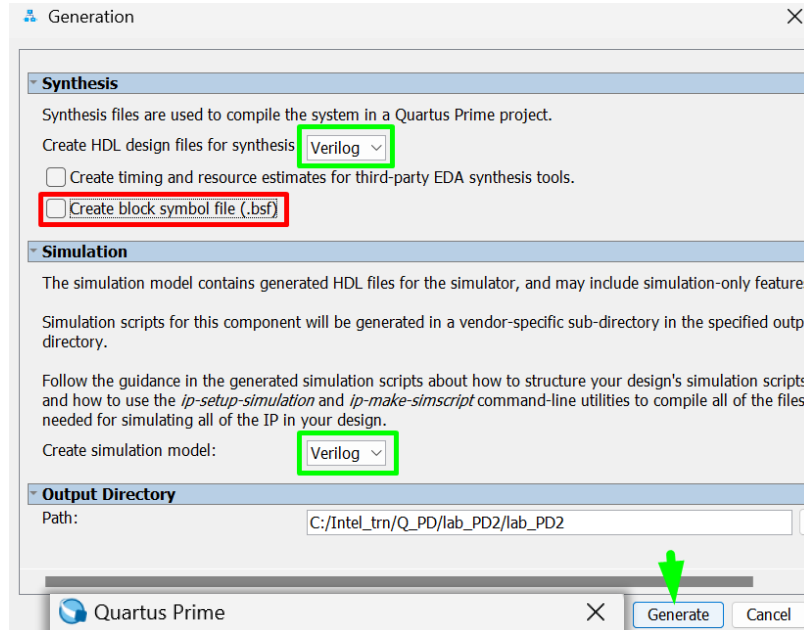 Generation
Synthesis
Synthesis files are used to compile the system in a Quartus Prime project.
Create HDL design files for synthesis Verilog
Create timing and resource estimates for third-party EDA synthesis tools.
Create block symbol file (.bsf)
Simulation
The simulation model contains generated HDL files for the simulator, and may include simulation-only feature
Simulation scripts for this component will be generated in a vendor-specific sub-directory in the specified outp
directory.
Follow the guidance in the generated simulation scripts about how to structure your design's simulation scripts
and how to use the ip-setup-simulation and ip-make-simscript command-line utilities to compile all of the files
needed for simulating all of the IP in your design.
Create simulation model: Verilog
Output Directory
Path: C:/Intel_trn/Q_PD/lab_PD2/lab_PD2
Quartus Prime
Generate Cancel